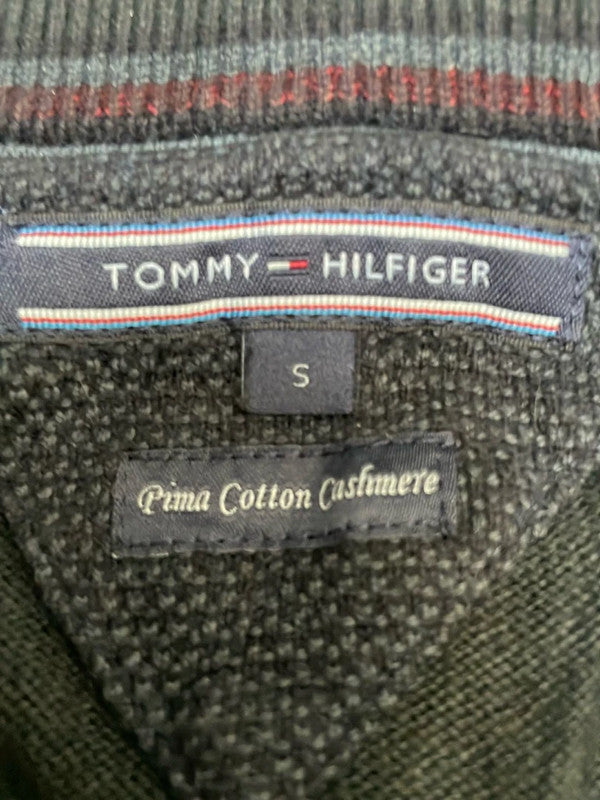 TOMMY HILFIGER
S
Pima Cotton Cashmere